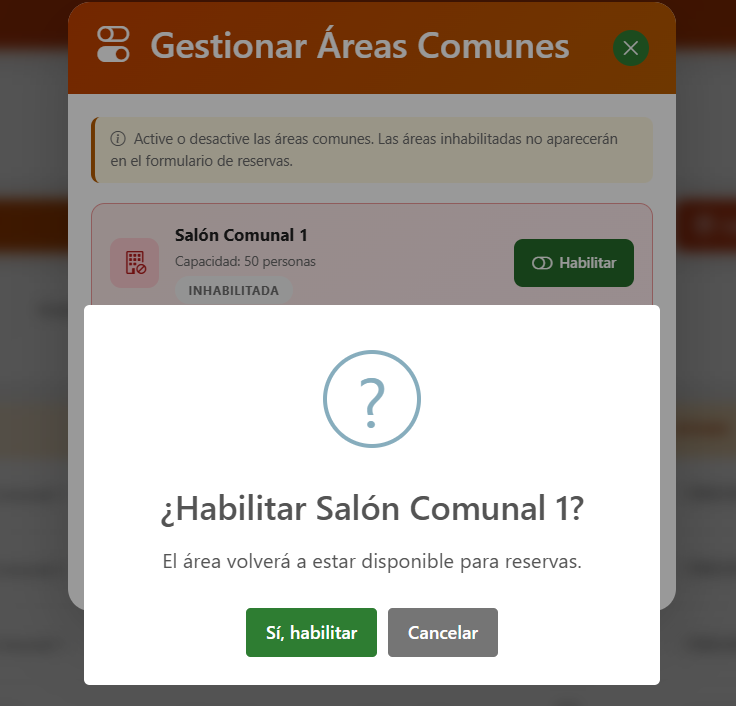 Gestionar Áreas Comunes
Active o desactive las áreas comunes. Las áreas inhabilitadas no aparecerán
en el formulario de reservas.
Salón Comunal 1
Capacidad: 50 personas
INHABILITADA
Habilitar
?
¿Habilitar Salón Comunal 1?
El área volverá a estar disponible para reservas.
Sí, habilitar
Cancelar